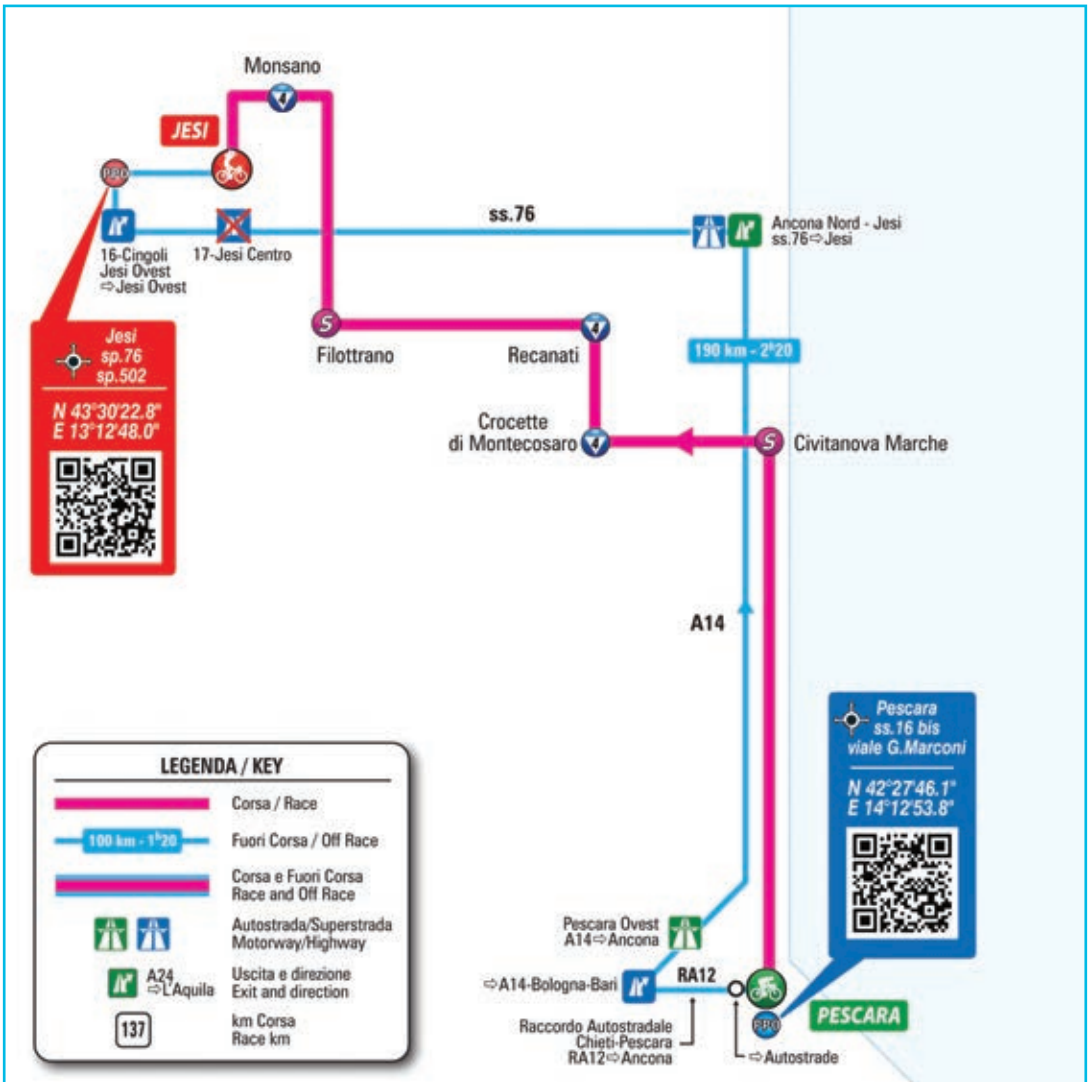 Monsano
4
JESI
PPO
ss.76
Ancona Nord - Jesi
ss.76⇨Jesi
16-Cingoli
Jesi Ovest
⇨Jesi Ovest
17-Jesi Centro
Jesi
sp.76
sp.502
N 43°30'22.8"
E 13°12'48.0"
S
Filottrano
4
Recanati
190 km - 2h20
Crocette
di Montecosaro
4
S
Civitanova Marche
A14
Pescara
ss.16 bis
viale G.Marconi
N 42°27'46.1"
E 14°12'53.8"
LEGENDA / KEY
Corsa / Race
100 km - 1h20
Fuori Corsa / Off Race
Corsa e Fuori Corsa
Race and Off Race
Autostrada/Superstrada
Motorway/Highway
A24
⇨L'Aquila
Uscita e direzione
Exit and direction
137
km Corsa
Race km
Pescara Ovest
A14⇨Ancona
⇨A14-Bologna-Bari
RA12
Raccordo Autostradale
Chieti-Pescara
RA12⇨Ancona
⇨Autostrade
PPO
PESCARA